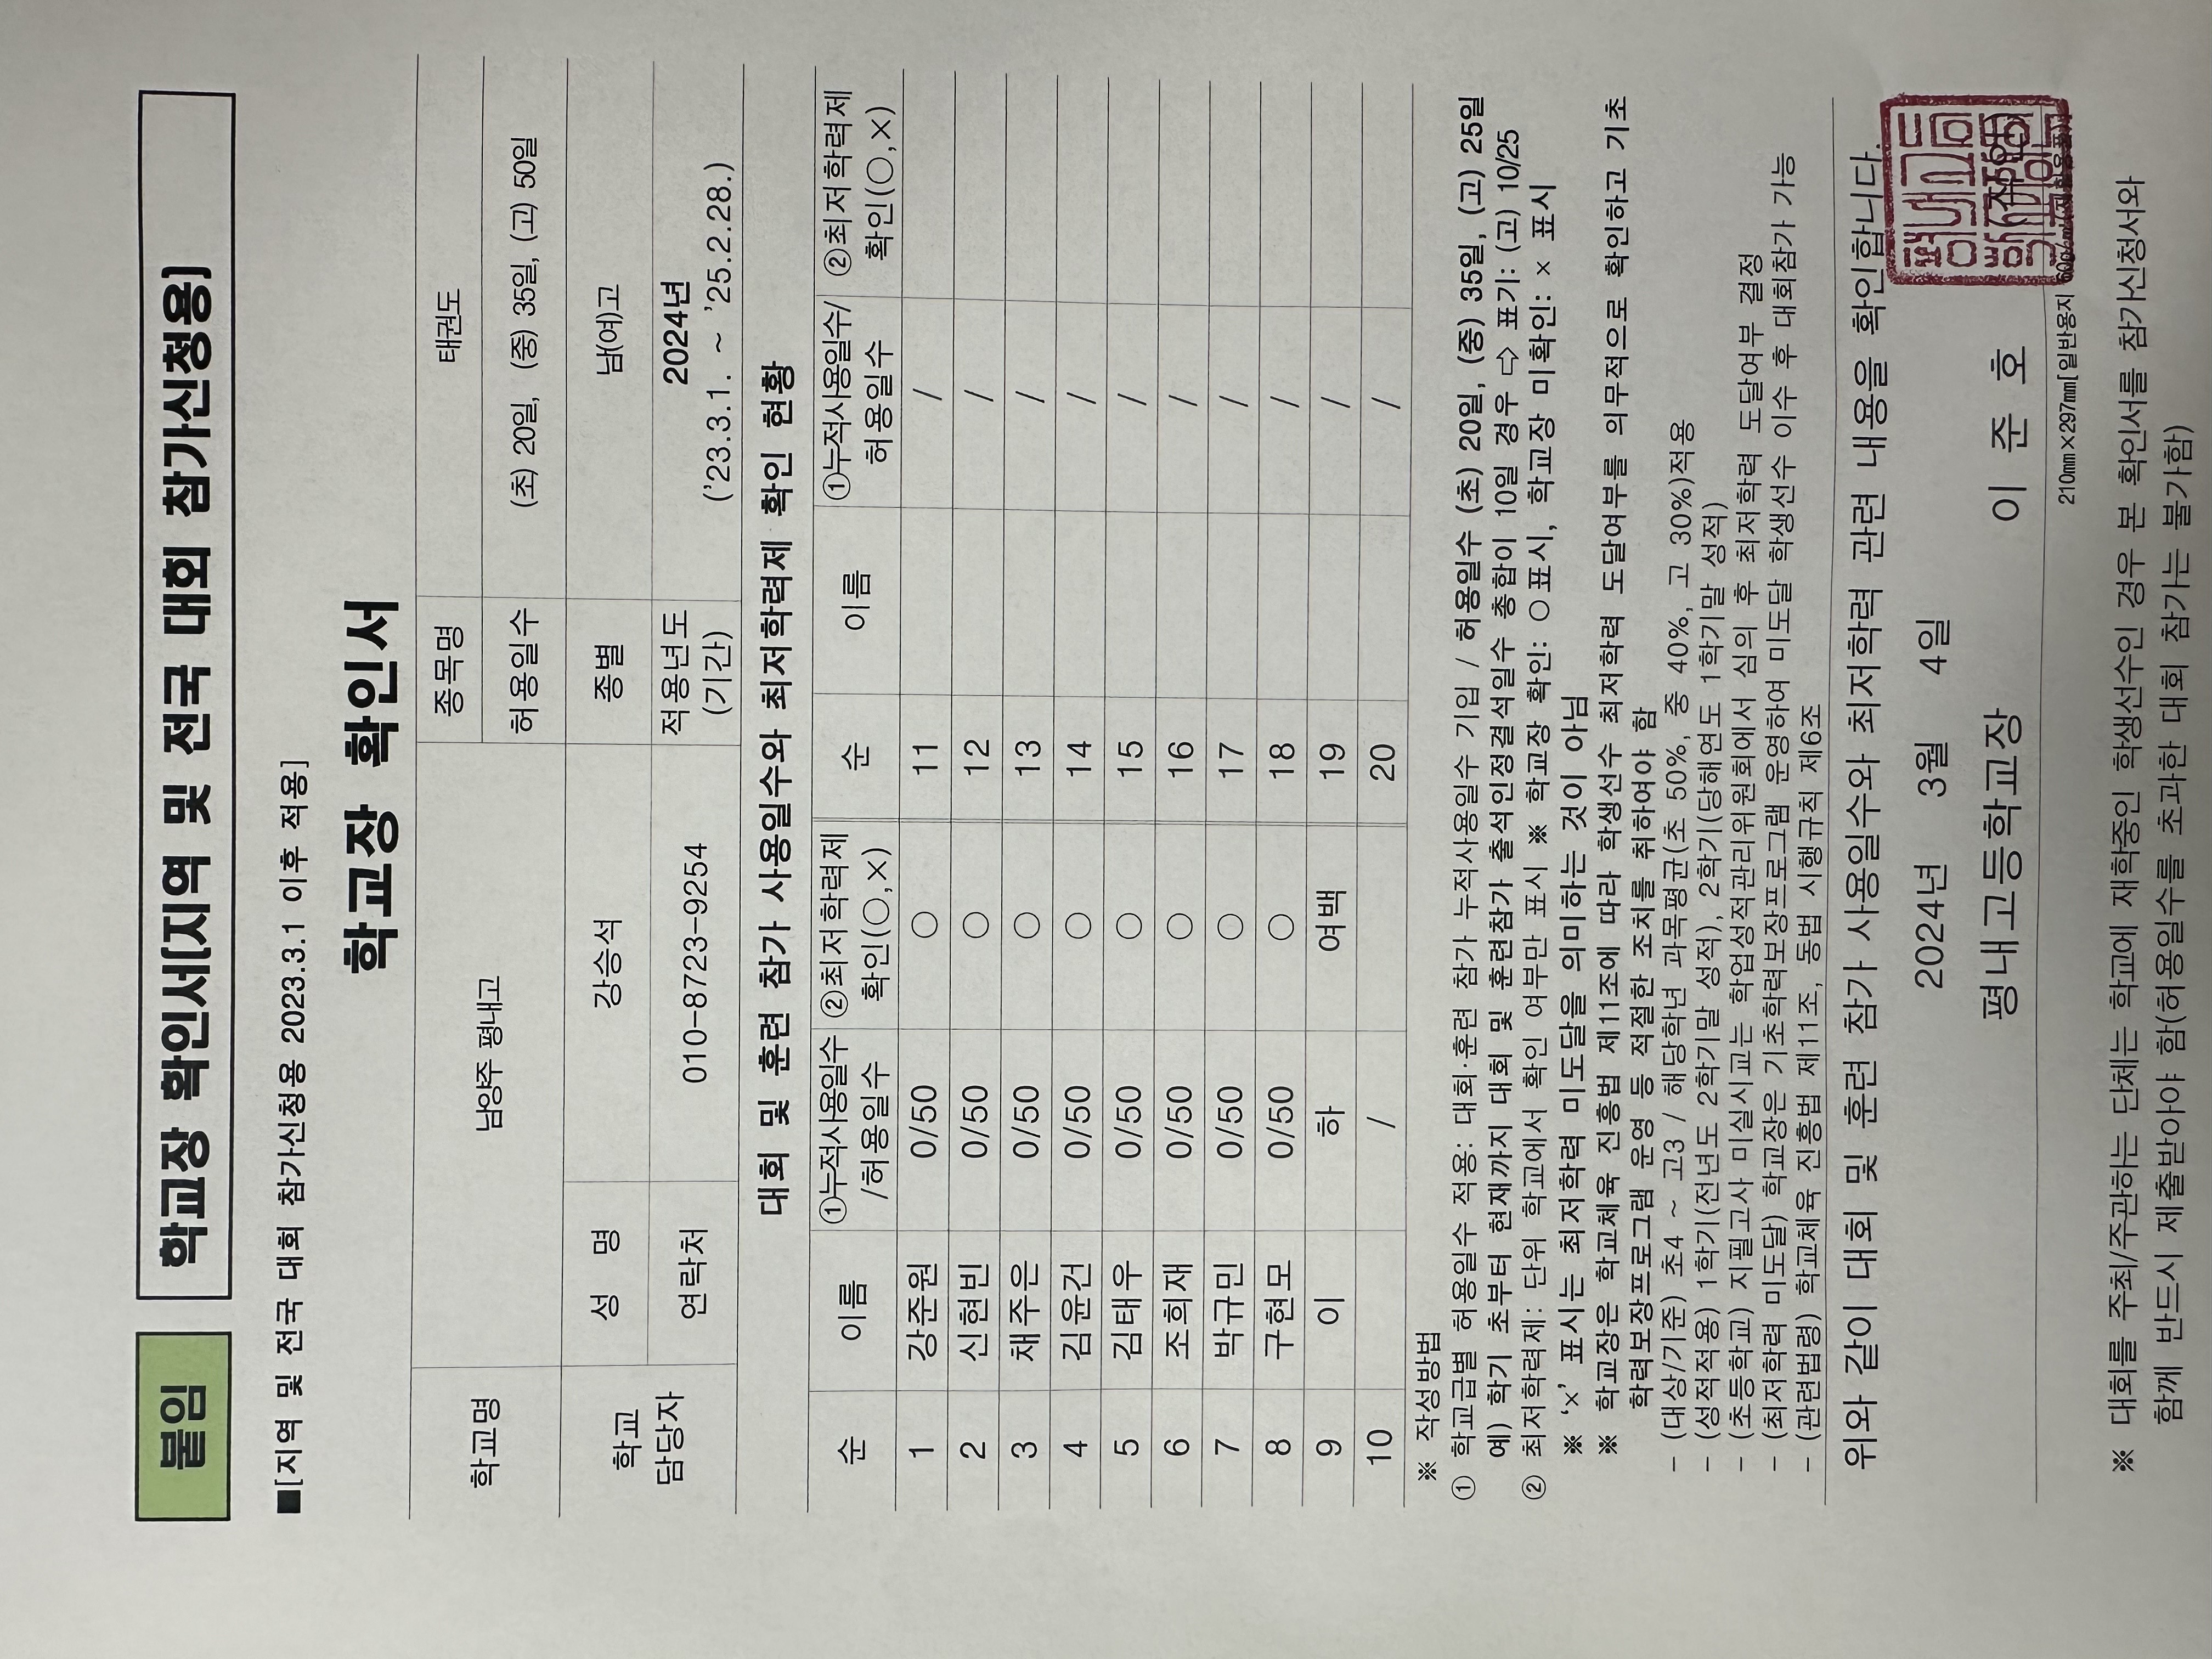 붙임
학교장 확인서[지역 및 전국 대회 참가신청용]
■[지역 및 전국 대회 참가신청용 2023.3.1 이후 적용]
학교장 확인서
학교명 남양주 평내고 종목명 태권도
허용일수 (초) 20일, (중) 35일, (고) 50일
학교 담당자 성 명 강승석 종별 남(여)고
연락처 010-8723-9254 적용년도 (기간) 2024년 ('23.3.1. ~ '25.2.28.)
대회 및 훈련 참가 사용일수와 최저학력제 확인 현황
순 이름 ①누적사용일수 /허용일수 ②최저학력제 확인(○,×) 순 이름 ①누적사용일수/ 허용일수 ②최저학력제 확인(○,×)
1 강준원 0/50 ○ 11 /
2 신현빈 0/50 ○ 12 /
3 채주은 0/50 ○ 13 /
4 김윤건 0/50 ○ 14 /
5 김태우 0/50 ○ 15 /
6 조희재 0/50 ○ 16 /
7 박규민 0/50 ○ 17 /
8 구현모 0/50 ○ 18 /
9 이 하 여백 19 /
10 / 20 /
※ 작성방법
① 학교급별 허용일수 적용: 대회·훈련 참가 누적사용일수 기입 / 허용일수 (초) 20일, (중) 35일, (고) 25일
예) 학기 초부터 현재까지 대회 및 훈련참가 출석인정결석일수 총합이 10일 경우 ⇨ 표기: (고) 10/25
② 최저학력제: 단위 학교에서 확인 여부만 표시 ※ 학교장 확인: ○표시, 학교장 미확인: × 표시
※ '×' 표시는 최저학력 미도달을 의미하는 것이 아님
※ 학교장은 학교체육 진흥법 제11조에 따라 학생선수 최저학력 도달여부를 의무적으로 확인하고 기초
학력보장프로그램 운영 등 적절한 조치를 취하여야 함
- (대상/기준) 초4 ~ 고3 / 해당학년 과목평균(초 50%, 중 40%, 고 30%)적용
- (성적적용) 1학기(전년도 2학기말 성적), 2학기(당해연도 1학기말 성적)
- (초등학교) 지필고사 미실시교는 학업성적관리위원회에서 심의 후 최저학력 도달여부 결정
- (최저학력 미도달) 학교장은 기초학력보장프로그램 운영하여 미도달 학생선수 이수 후 대회참가 가능
- (관련법령) 학교체육 진흥법 제11조, 동법 시행규칙 제6조
위와 같이 대회 및 훈련 참가 사용일수와 최저학력 관련 내용을 확인합니다.
2024년 3월 4일
평내고등학교장 이 준 호
210㎜×297㎜[일반용지
※ 대회를 주최/주관하는 단체는 학교에 재학중인 학생선수인 경우 본 확인서를 참가신청서와
함께 반드시 제출받아야 함(허용일수를 초과한 대회 참가는 불가함)